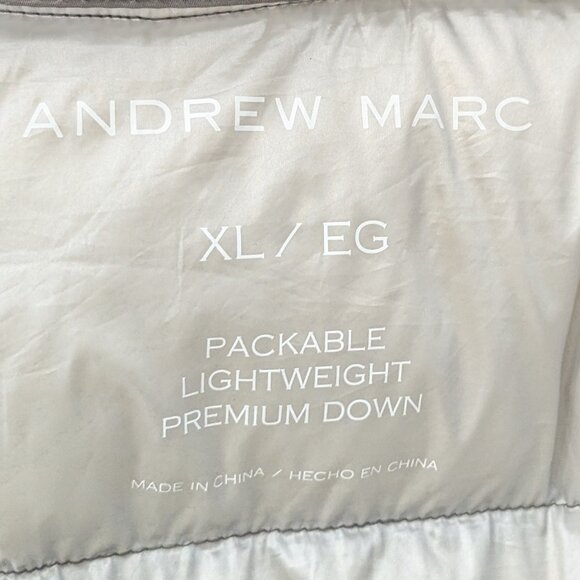 ANDREW MARC
XL / EG
PACKABLE
LIGHTWEIGHT
PREMIUM DOWN
MADE IN CHINA / HECHO EN CHINA